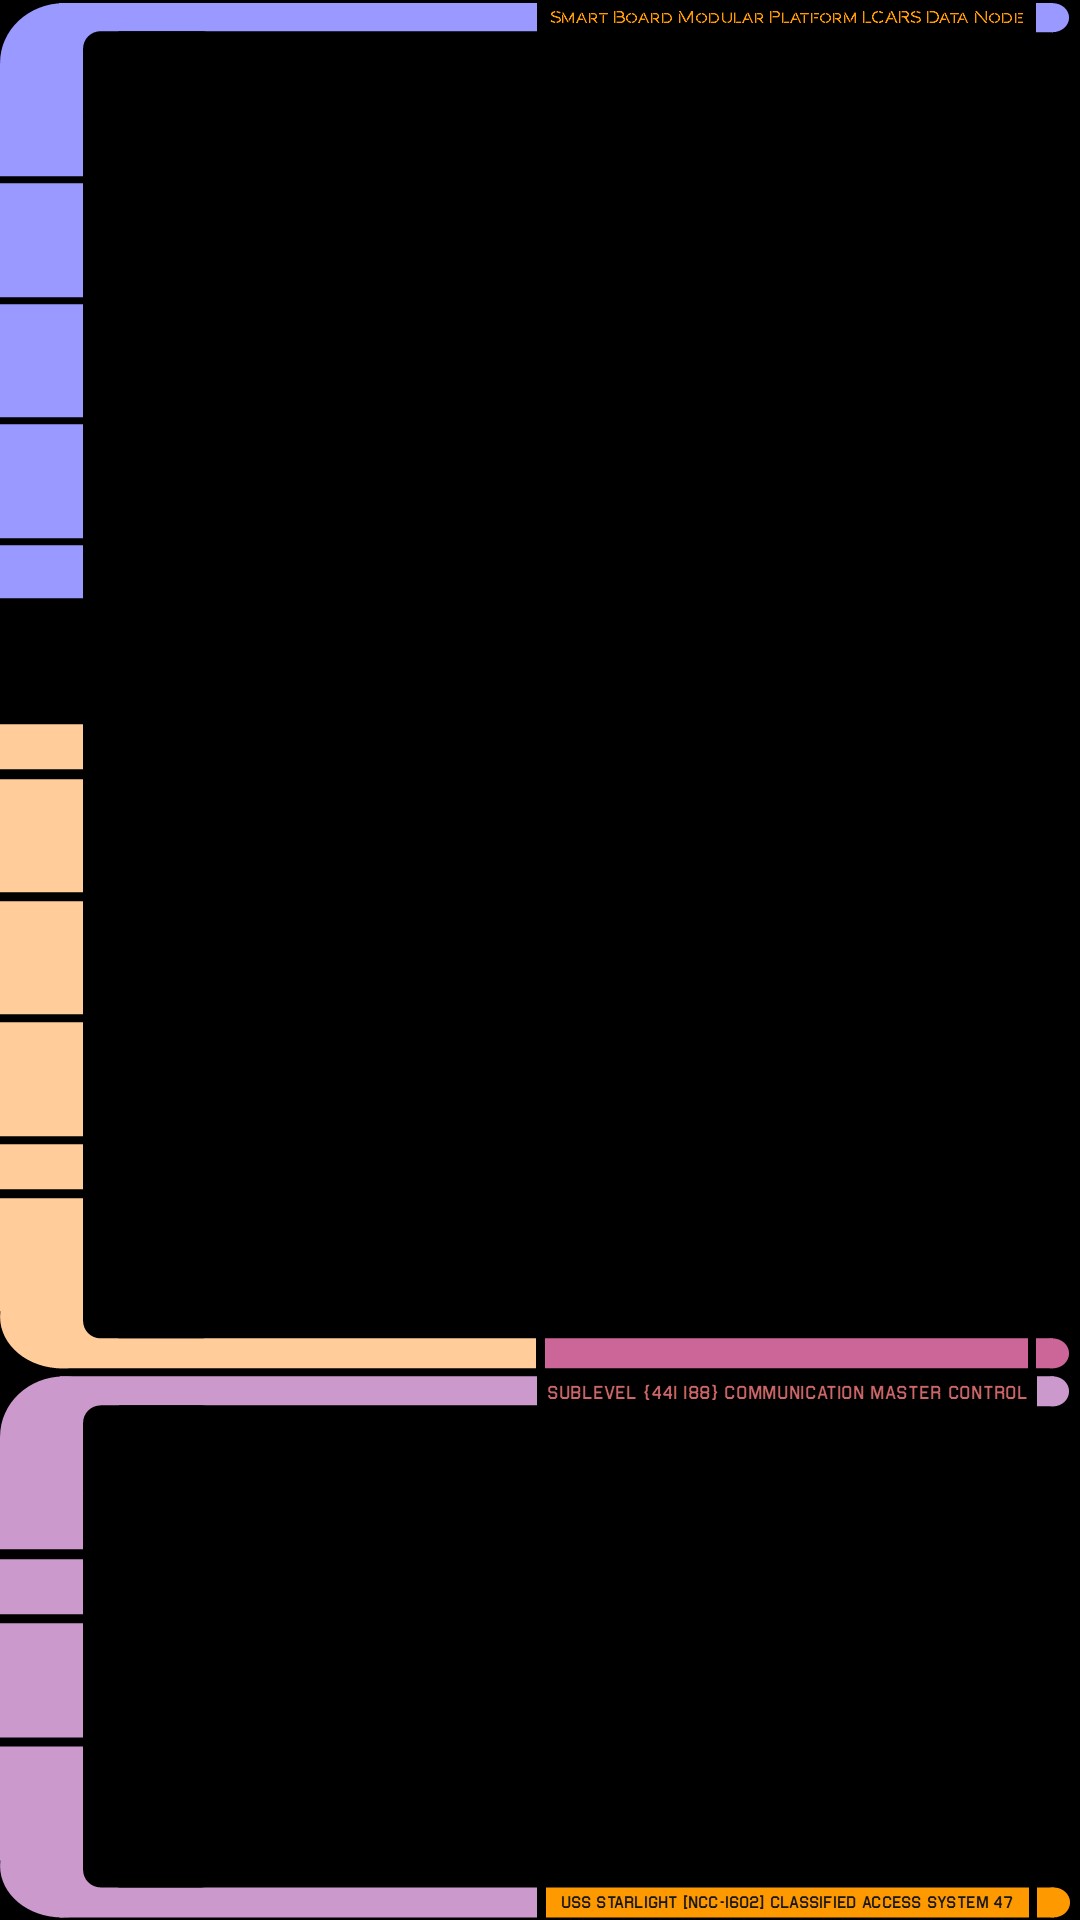 Smart Board Modular Platform LCARS Data Node
SUBLEVEL {441 188} COMMUNICATION MASTER CONTROL
USS STARLIGHT [NCC-1602] CLASSIFIED ACCESS SYSTEM 47